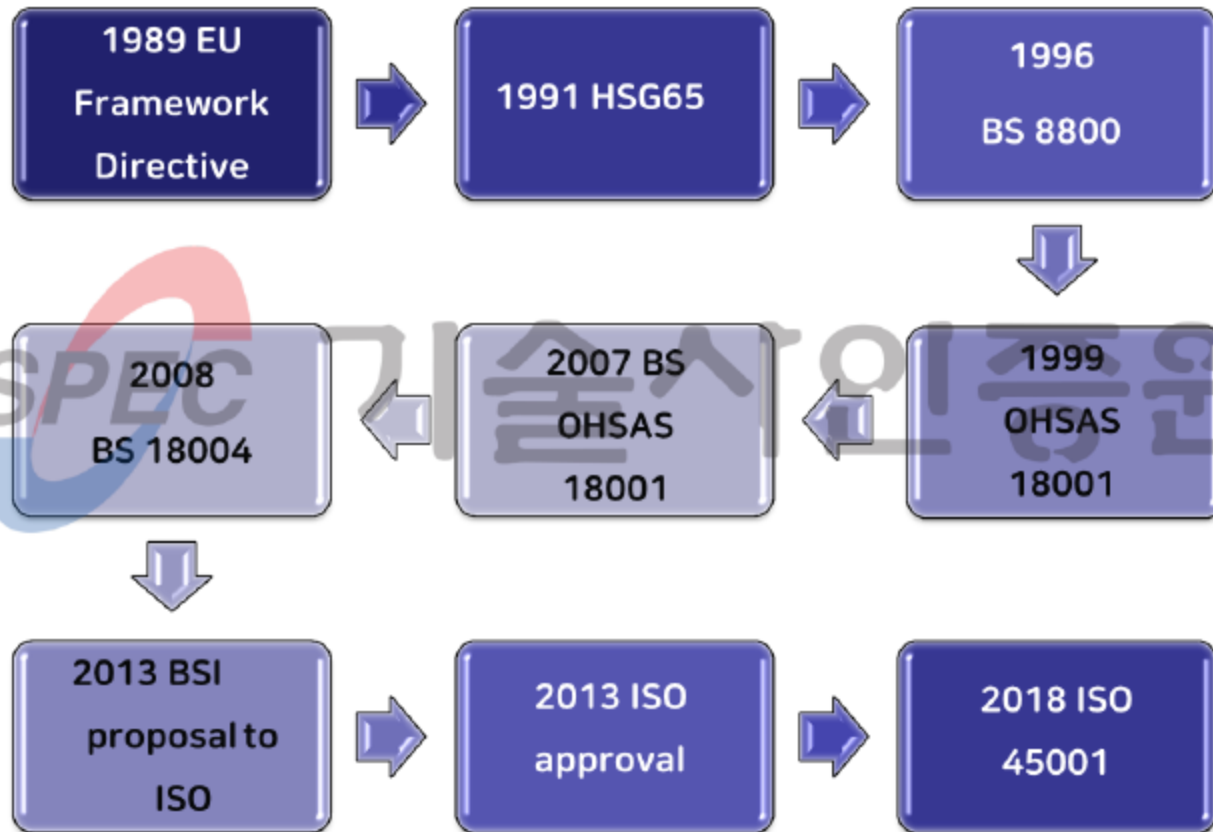 1989 EU
Framework
Directive
1991 HSG65
1996
BS 8800
1999
OHSAS
18001
2007 BS
OHSAS
18001
2008
BS 18004
SPEC 기술사인증원
2013 BSI
proposal to
ISO
2013 ISO
approval
2018 ISO
45001